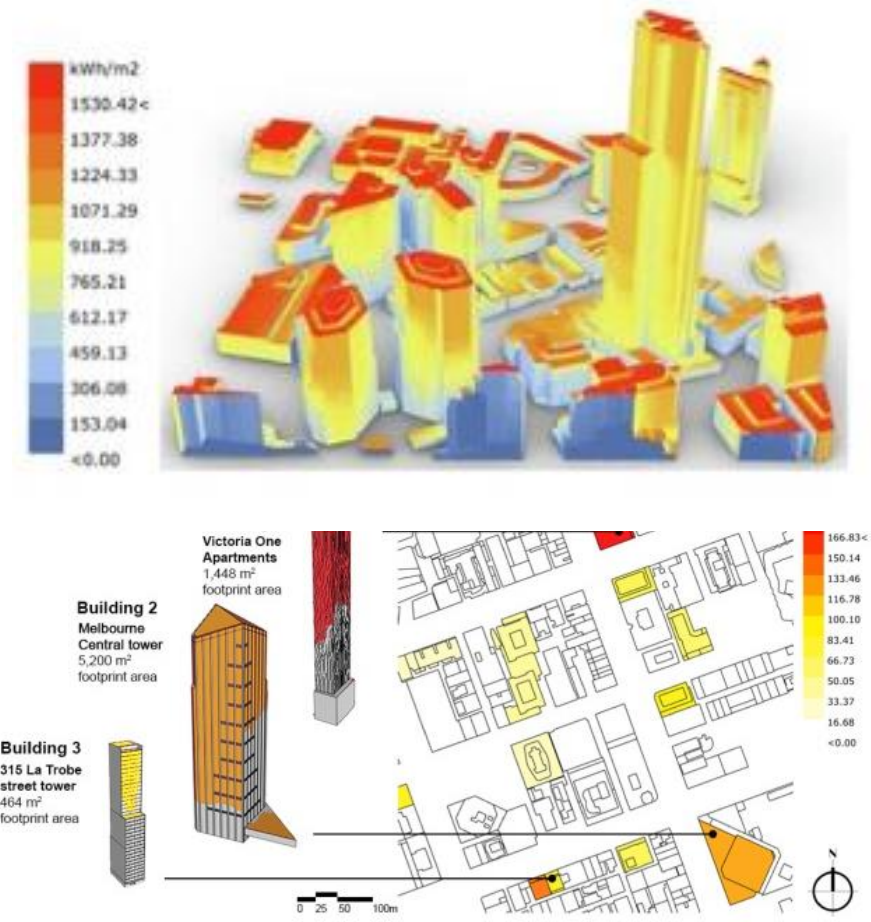 kWh/m2
1530.42<
1377.38
1224.33
1071.29
918.25
765.21
612.17
459.13
306.08
153.04
<0.00
Victoria One
Apartments
1,448 m²
footprint area
Building 2
Melbourne
Central tower
5,200 m²
footprint area
Building 3
315 La Trobe
street tower
464 m²
footprint area
0 25 50 100m
166.83<
150.14
133.46
116.78
100.10
83.41
66.73
50.05
33.37
16.68
<0.00
N